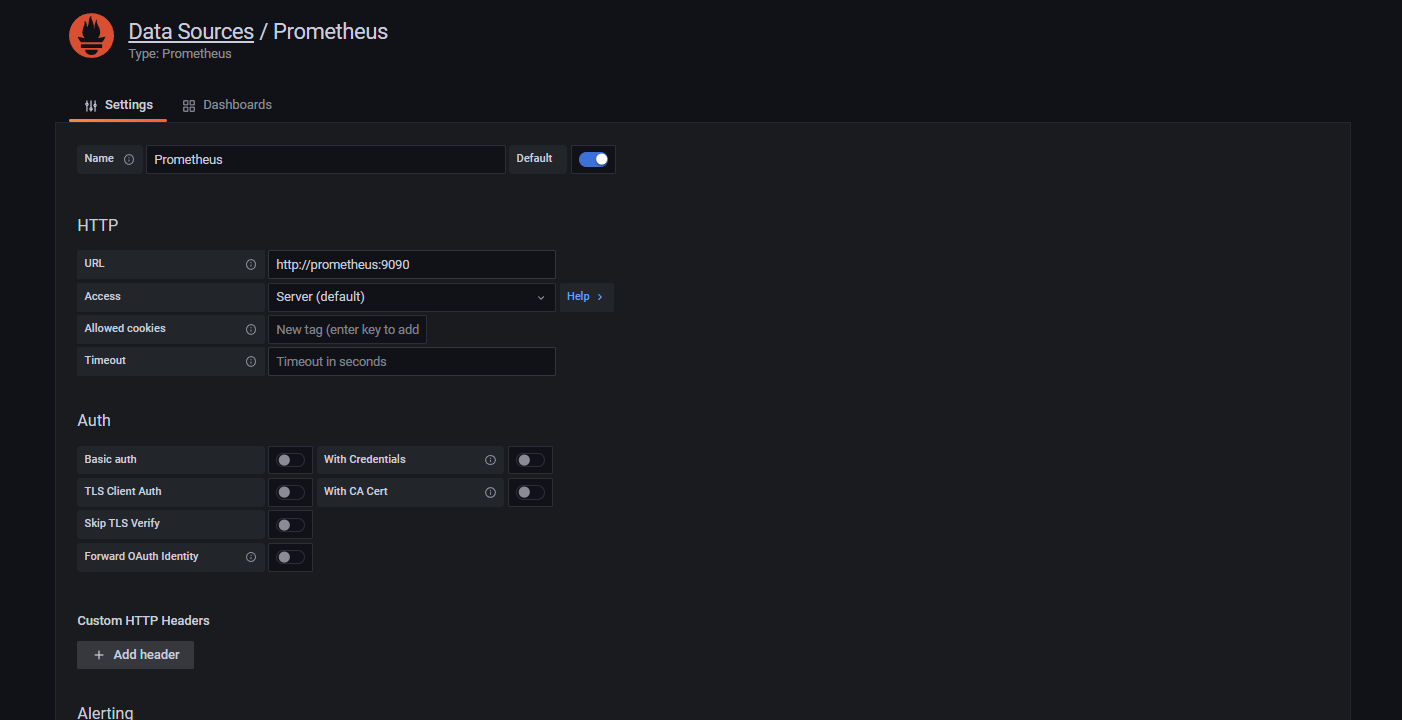 Data Sources / Prometheus
Type: Prometheus
Settings Dashboards
Name Prometheus Default
HTTP
URL http://prometheus:9090
Access Server (default) Help
Allowed cookies New tag (enter key to add
Timeout Timeout in seconds
Auth
Basic auth With Credentials
TLS Client Auth With CA Cert
Skip TLS Verify
Forward OAuth Identity
Custom HTTP Headers
+ Add header
Alerting